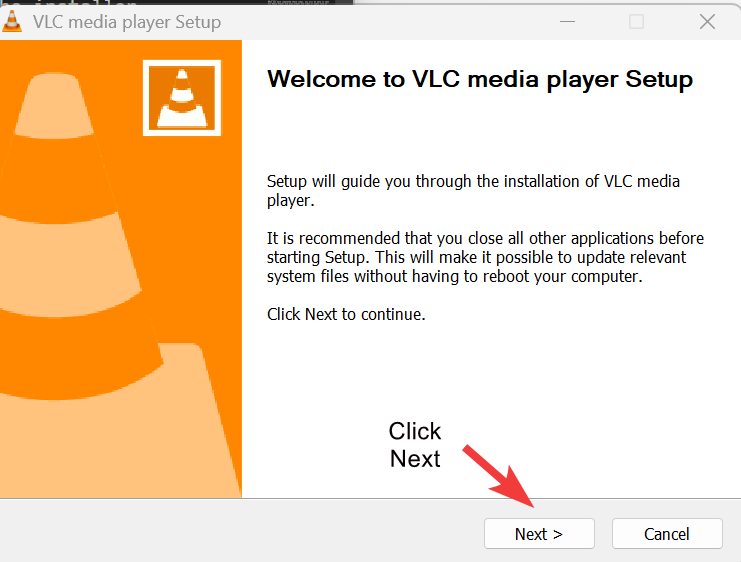 he installer
VLC media player Setup
Welcome to VLC media player Setup
Setup will guide you through the installation of VLC media
player.
It is recommended that you close all other applications before
starting Setup. This will make it possible to update relevant
system files without having to reboot your computer.
Click Next to continue.
Click
Next
Next >
Cancel